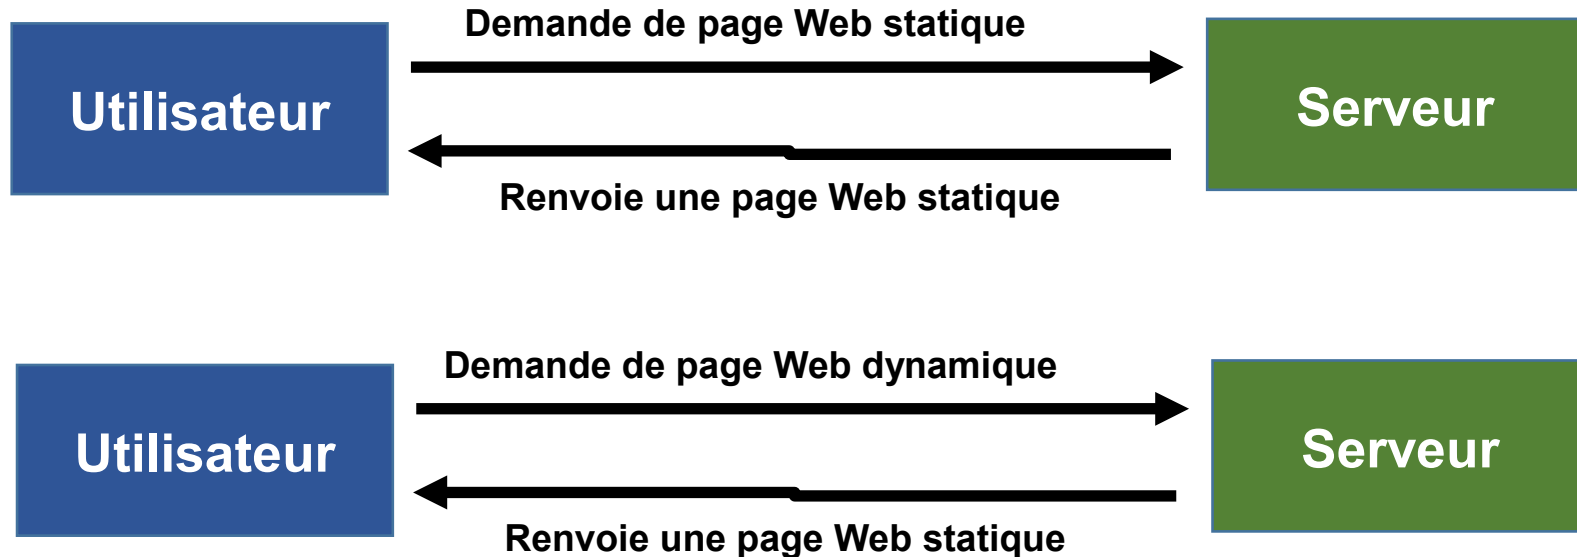 Demande de page Web statique
Utilisateur
Serveur
Renvoie une page Web statique
Demande de page Web dynamique
Utilisateur
Serveur
Renvoie une page Web statique